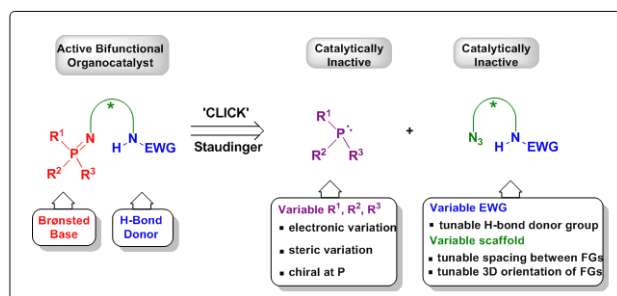 Active Bifunctional
Organocatalyst
Catalytically
Inactive
Catalytically
Inactive
*
N
R¹
P
R² R³
N
H EWG
'CLICK'
Staudinger
R¹
P:
R² R³
+
*
N₃
N
H EWG
Brønsted
Base
H-Bond
Donor
Variable R¹, R², R³
▪ electronic variation
▪ steric variation
▪ chiral at P
Variable EWG
▪ tunable H-bond donor group
Variable scaffold
▪ tunable spacing between FGs
▪ tunable 3D orientation of FGs